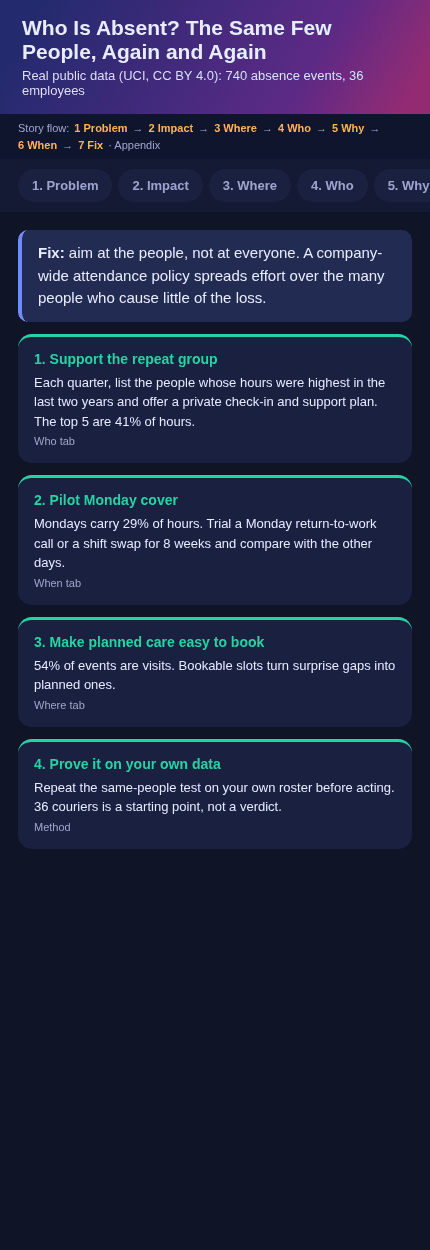 Who Is Absent? The Same Few
People, Again and Again
Real public data (UCI, CC BY 4.0): 740 absence events, 36
employees
Story flow: 1 Problem → 2 Impact → 3 Where → 4 Who → 5 Why →
6 When → 7 Fix · Appendix
1. Problem 2. Impact 3. Where 4. Who 5. Why
Fix: aim at the people, not at everyone. A company-
wide attendance policy spreads effort over the many
people who cause little of the loss.
1. Support the repeat group
Each quarter, list the people whose hours were highest in the
last two years and offer a private check-in and support plan.
The top 5 are 41% of hours.
Who tab
2. Pilot Monday cover
Mondays carry 29% of hours. Trial a Monday return-to-work
call or a shift swap for 8 weeks and compare with the other
days.
When tab
3. Make planned care easy to book
54% of events are visits. Bookable slots turn surprise gaps into
planned ones.
Where tab
4. Prove it on your own data
Repeat the same-people test on your own roster before acting.
36 couriers is a starting point, not a verdict.
Method